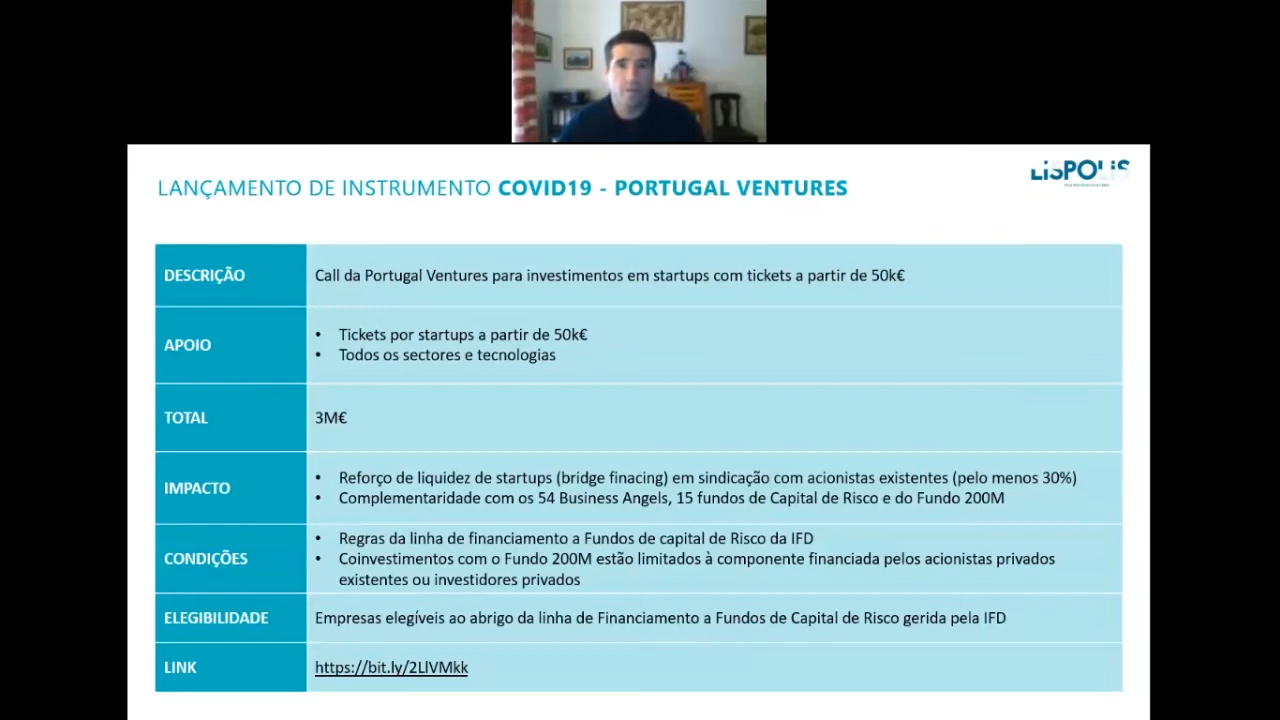 LISPOLIS
LANÇAMENTO DE INSTRUMENTO COVID19 - PORTUGAL VENTURES
DESCRIÇÃO
Call da Portugal Ventures para investimentos em startups com tickets a partir de 50k€
APOIO
• Tickets por startups a partir de 50k€
• Todos os sectores e tecnologias
TOTAL
3M€
IMPACTO
• Reforço de liquidez de startups (bridge finacing) em sindicação com acionistas existentes (pelo menos 30%)
• Complementaridade com os 54 Business Angels, 15 fundos de Capital de Risco e do Fundo 200M
CONDIÇÕES
• Regras da linha de financiamento a Fundos de capital de Risco da IFD
• Coinvestimentos com o Fundo 200M estão limitados à componente financiada pelos acionistas privados
existentes ou investidores privados
ELEGIBILIDADE
Empresas elegíveis ao abrigo da linha de Financiamento a Fundos de Capital de Risco gerida pela IFD
LINK
https://bit.ly/2LlVMkk